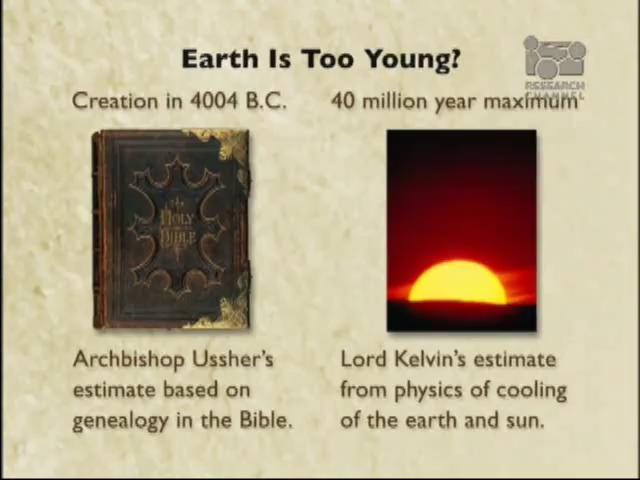 Earth Is Too Young?
RESEARCH
CHANNEL
Creation in 4004 B.C.
40 million year maximum
HOLY
BIBLE
Archbishop Ussher's
estimate based on
genealogy in the Bible.
Lord Kelvin's estimate
from physics of cooling
of the earth and sun.